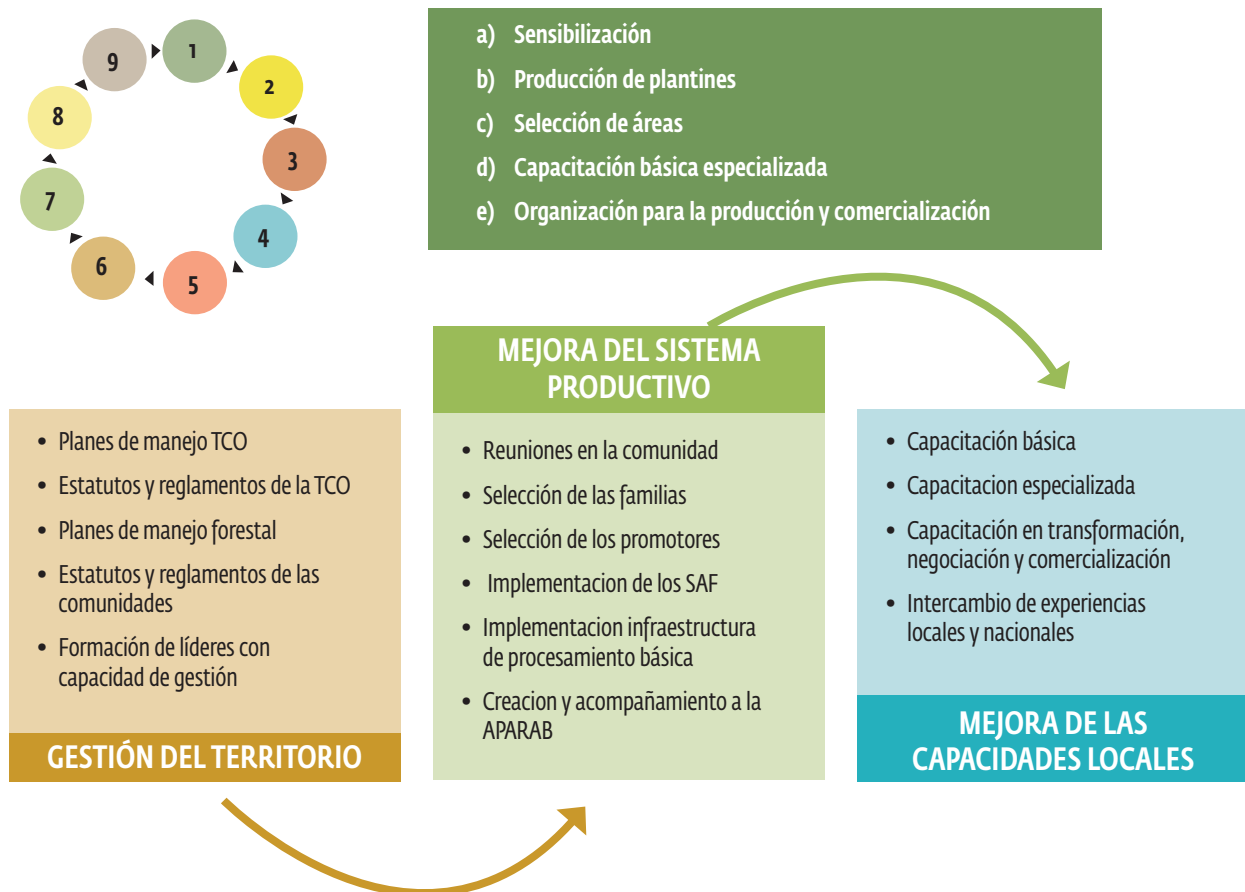 1
2
3
4
5
6
7
8
9
a) Sensibilización
b) Producción de plantines
c) Selección de áreas
d) Capacitación básica especializada
e) Organización para la producción y comercialización
• Planes de manejo TCO
• Estatutos y reglamentos de la TCO
• Planes de manejo forestal
• Estatutos y reglamentos de las
comunidades
• Formación de líderes con
capacidad de gestión
GESTIÓN DEL TERRITORIO
MEJORA DEL SISTEMA
PRODUCTIVO
• Reuniones en la comunidad
• Selección de las familias
• Selección de los promotores
• Implementacion de los SAF
• Implementacion infraestructura
de procesamiento básica
• Creacion y acompañamiento a la
APARAB
• Capacitación básica
• Capacitacion especializada
• Capacitación en transformación,
negociación y comercialización
• Intercambio de experiencias
locales y nacionales
MEJORA DE LAS
CAPACIDADES LOCALES